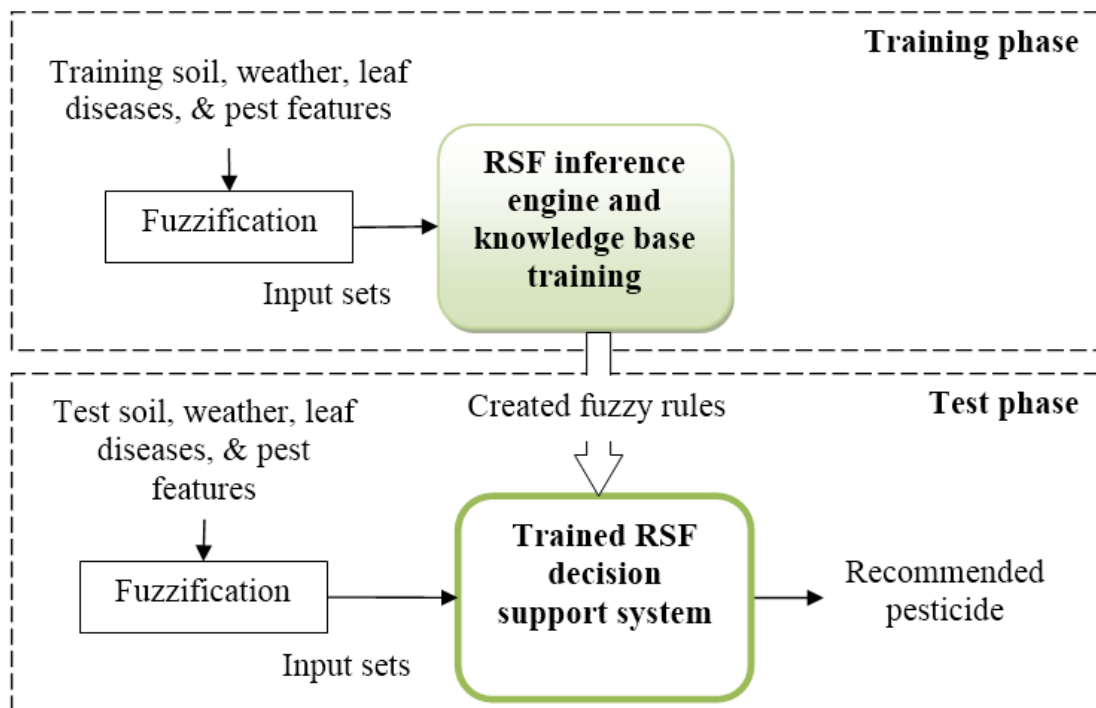 Training phase
Training soil, weather, leaf
diseases, & pest features
Fuzzification
Input sets
RSF inference
engine and
knowledge base
training
Created fuzzy rules
Test phase
Test soil, weather, leaf
diseases, & pest
features
Fuzzification
Input sets
Trained RSF
decision
support system
Recommended
pesticide